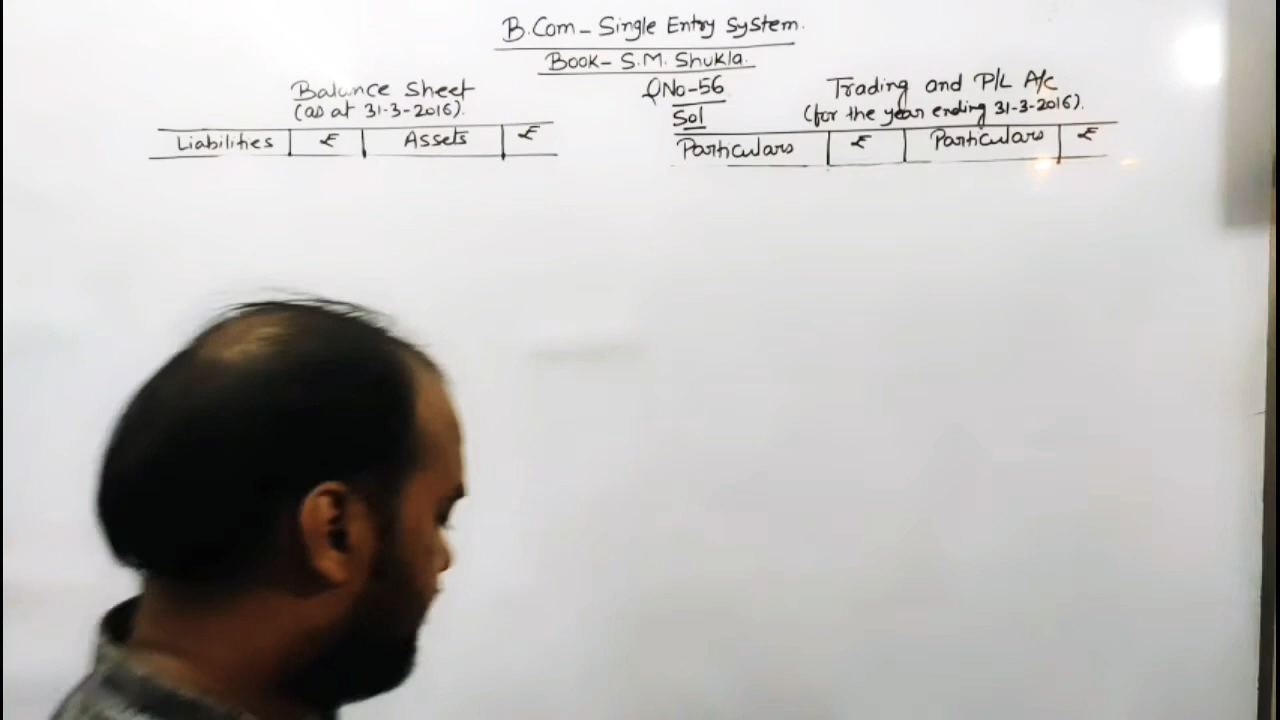 B.Com - Single Entry System.
Book - S.M. Shukla.
QNo-56
Sol
Balance Sheet
(as at 31-3-2016).
Liabilities ₹ Assets ₹
Trading and P/L A/c
(for the year ending 31-3-2016).
Particulars ₹ Particulars ₹